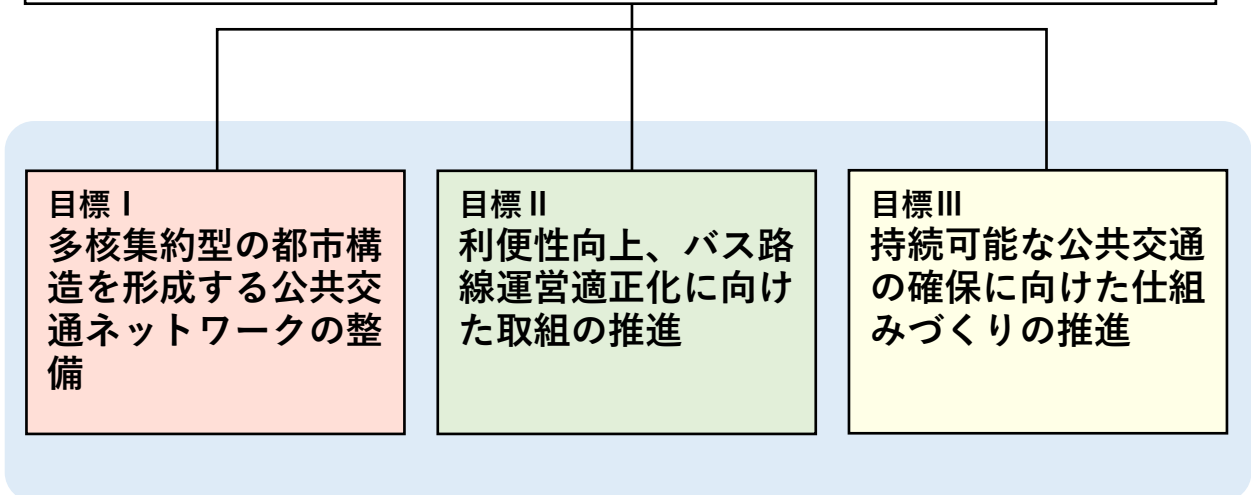 目標Ⅰ
多核集約型の都市構
造を形成する公共交
通ネットワークの整
備
目標Ⅱ
利便性向上、バス路
線運営適正化に向け
た取組の推進
目標Ⅲ
持続可能な公共交通
の確保に向けた仕組
みづくりの推進